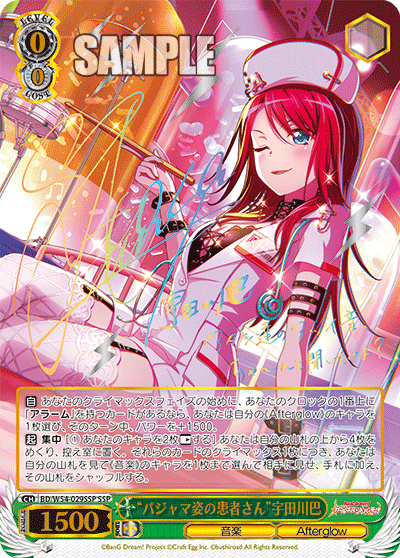 LEVEL
0
0
COST
SAMPLE
宇田川巴
自 あなたのクライマックスフェイズの始めに、あなたのクロックの1番上に
「アラーム」を持つカードがあるなら、あなたは自分の《Afterglow》のキャラを
1枚選び、そのターン中、パワーを+1500。
起 集中 [① あなたのキャラを2枚レストする] あなたは自分の山札の上から4枚を
めくり、控え室に置く。それらのカードのクライマックス1枚につき、あなたは
自分の山札を見て《音楽》のキャラを1枚まで選んで相手に見せ、手札に加え、
その山札をシャッフルする。
CH BD/W54-029SSP SSP
1500
"パジャマ姿の患者さん"宇田川巴
音楽
Afterglow
©BanG Dream! Project ©Craft Egg Inc. ©bushiroad All Rights Reserved.